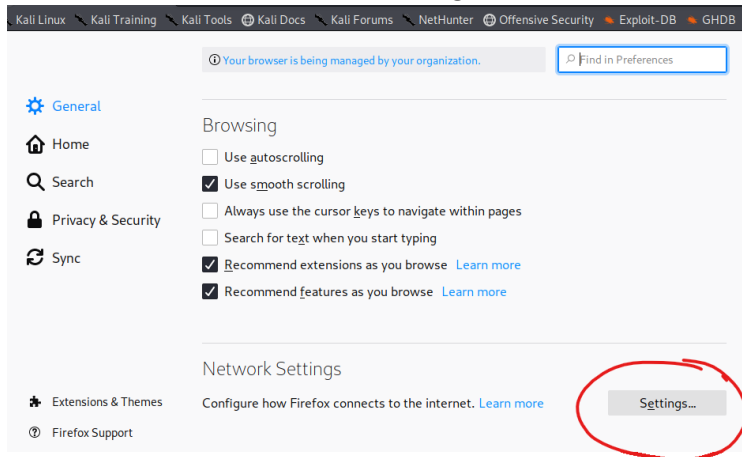 Kali Linux Kali Training Kali Tools Kali Docs Kali Forums NetHunter Offensive Security Exploit-DB GHDB
Your browser is being managed by your organization. Find in Preferences
General
Home
Search
Privacy & Security
Sync
Browsing
Use autoscrolling
Use smooth scrolling
Always use the cursor keys to navigate within pages
Search for text when you start typing
Recommend extensions as you browse Learn more
Recommend features as you browse Learn more
Network Settings
Configure how Firefox connects to the internet. Learn more Settings...
Extensions & Themes
Firefox Support